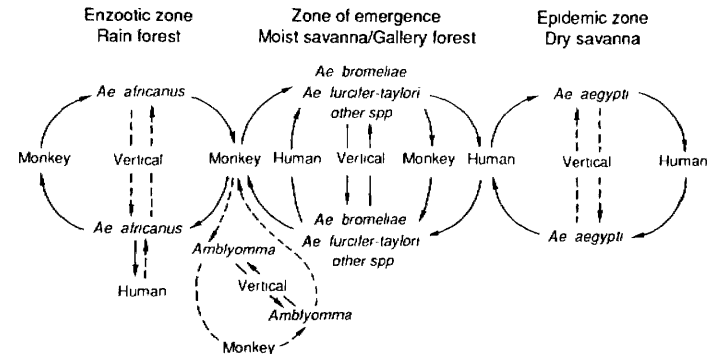 Enzootic zone
Rain forest
Zone of emergence
Moist savanna/Gallery forest
Epidemic zone
Dry savanna
Ae africanus
Ae bromeliae
Ae furcifer-taylori
other spp
Ae aegypti
Monkey
Vertical
Monkey
Human
Vertical
Monkey
Human
Vertical
Human
Ae africanus
Ae bromeliae
Ae furcifer-taylori
other spp
Ae aegypti
Human
Amblyomma
Vertical
Amblyomma
Monkey